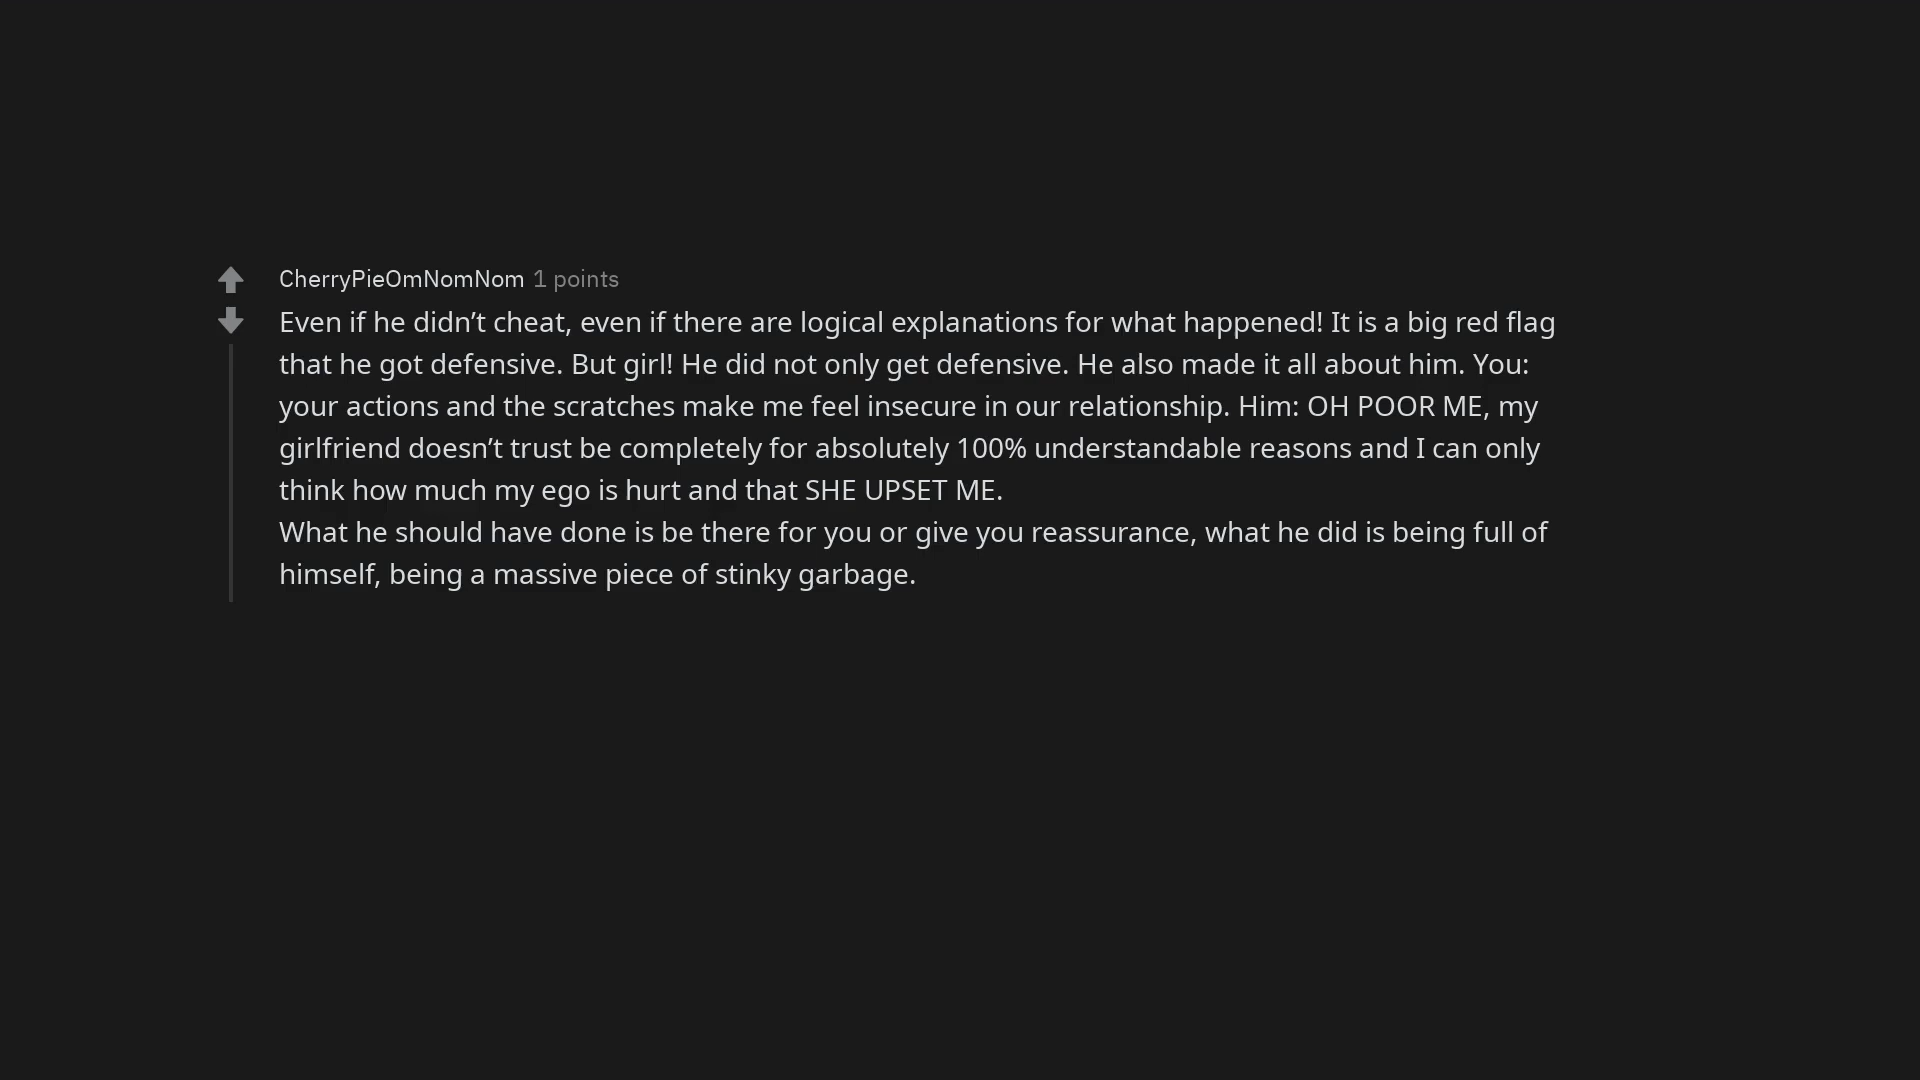 CherryPieOmNomNom 1 points
Even if he didn’t cheat, even if there are logical explanations for what happened! It is a big red flag
that he got defensive. But girl! He did not only get defensive. He also made it all about him. You:
your actions and the scratches make me feel insecure in our relationship. Him: OH POOR ME, my
girlfriend doesn’t trust be completely for absolutely 100% understandable reasons and I can only
think how much my ego is hurt and that SHE UPSET ME.
What he should have done is be there for you or give you reassurance, what he did is being full of
himself, being a massive piece of stinky garbage.